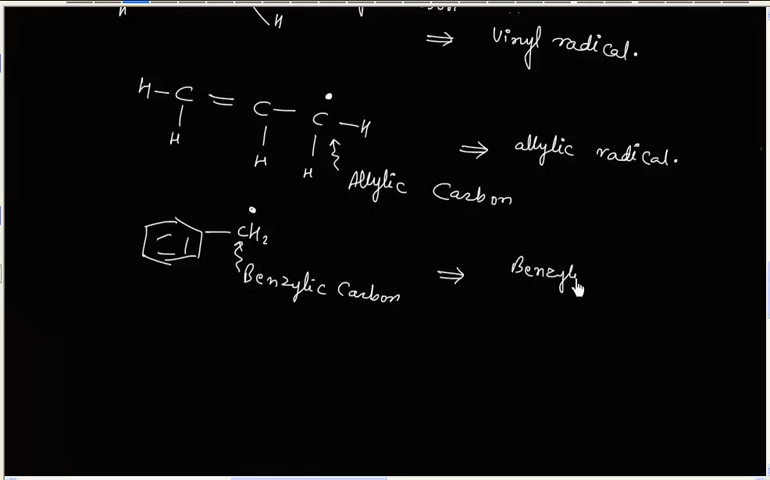 H
⇒ Vinyl radical.
H-C=C-C-H
H H H
⇒ allylic radical.
Allylic Carbon
CH2
Benzylic Carbon
⇒ Benzyl